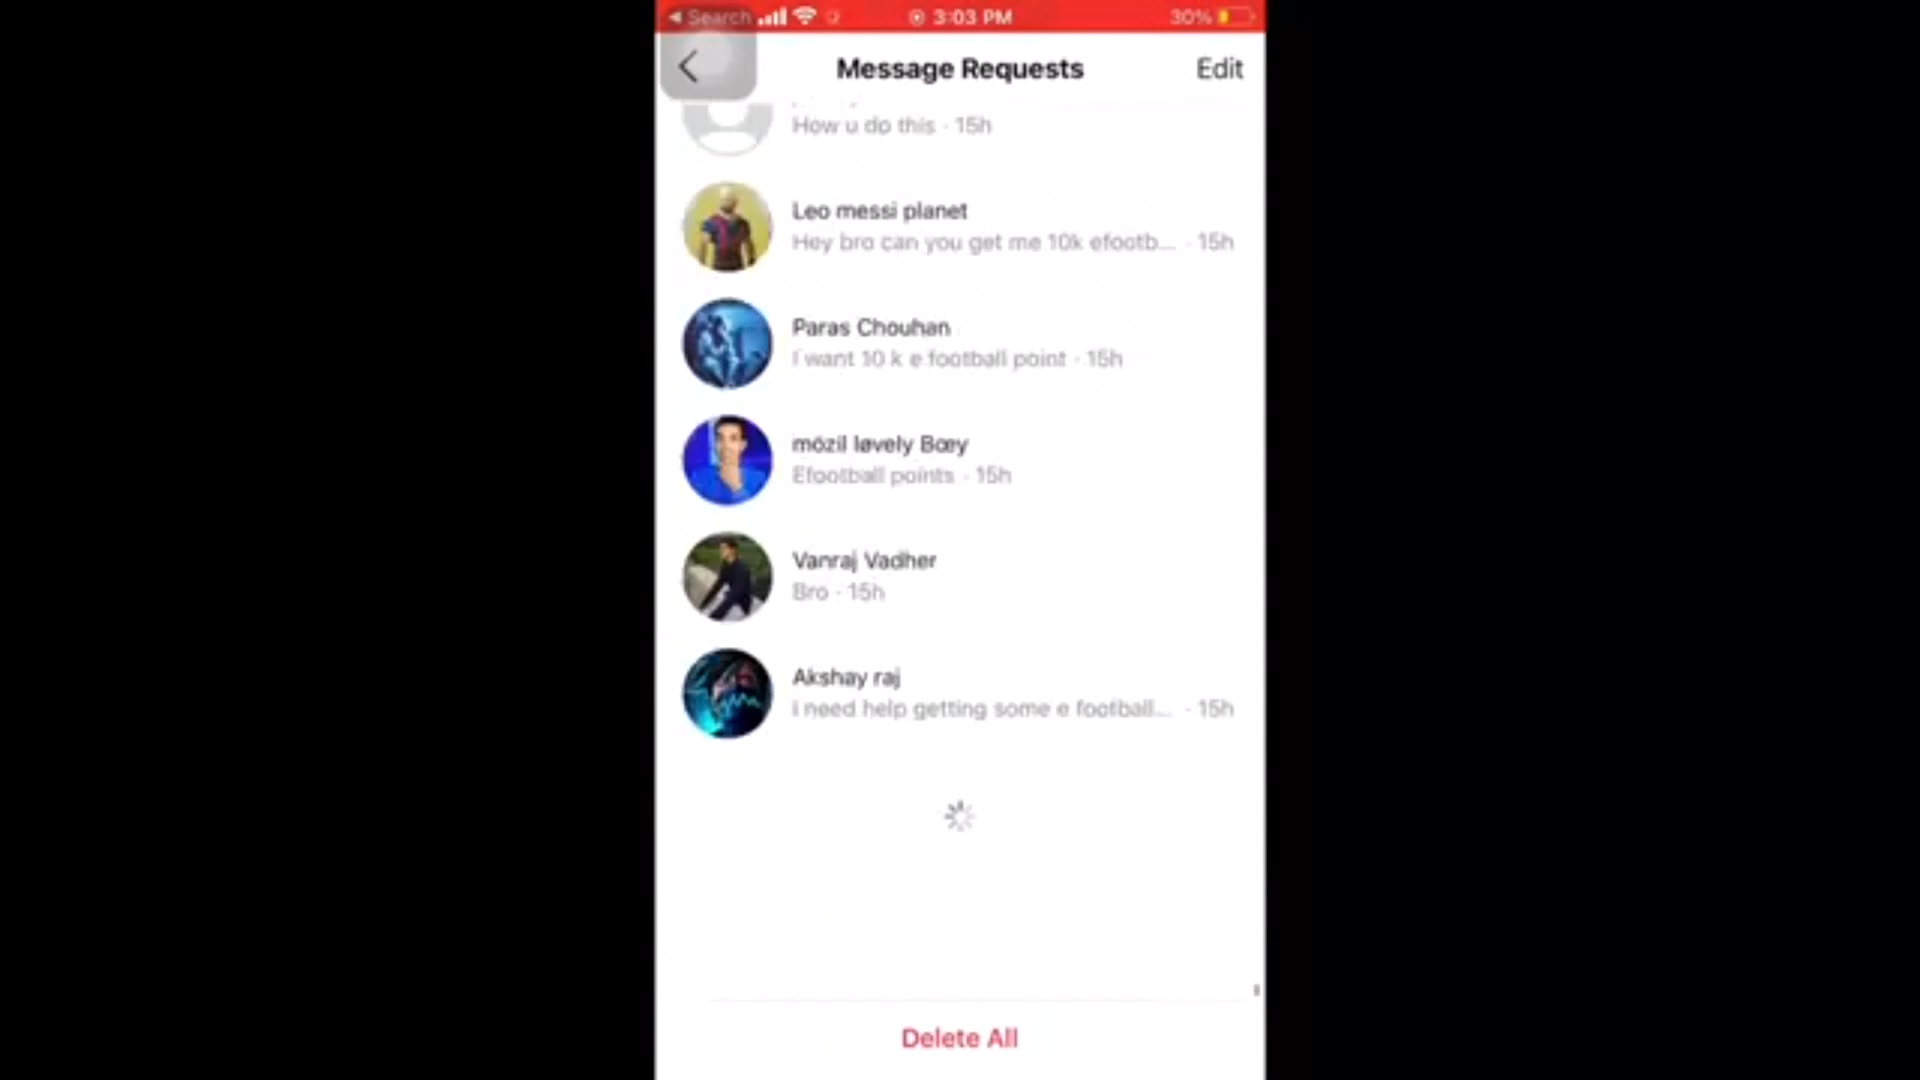 Search 3:03 PM 30%
Message Requests Edit
How u do this · 15h
Leo messi planet
Hey bro can you get me 10k efootb... · 15h
Paras Chouhan
I want 10 k e football point · 15h
mözil løvely Bœy
Efootball points · 15h
Vanraj Vadher
Bro · 15h
Akshay raj
i need help getting some e football... · 15h
Delete All